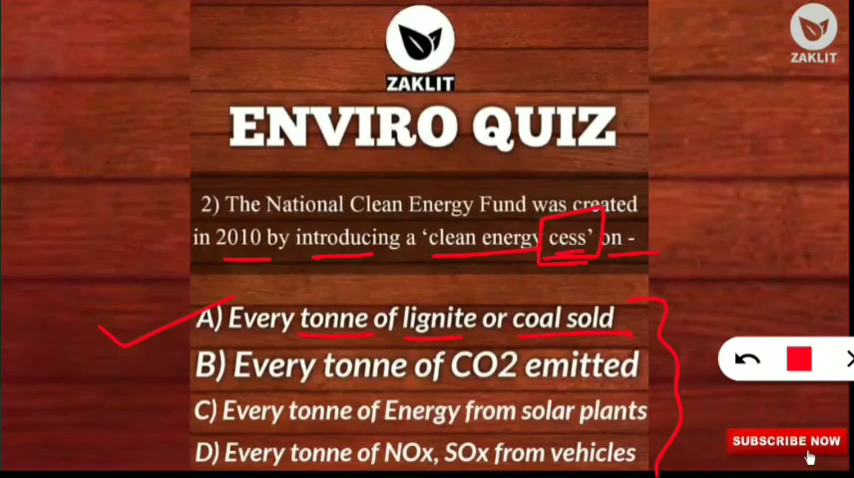 ZAKLIT
ZAKLIT
ENVIRO QUIZ
2) The National Clean Energy Fund was created
in 2010 by introducing a ‘clean energy cess’ on -
A) Every tonne of lignite or coal sold
B) Every tonne of CO2 emitted
C) Every tonne of Energy from solar plants
D) Every tonne of NOx, SOx from vehicles
SUBSCRIBE NOW